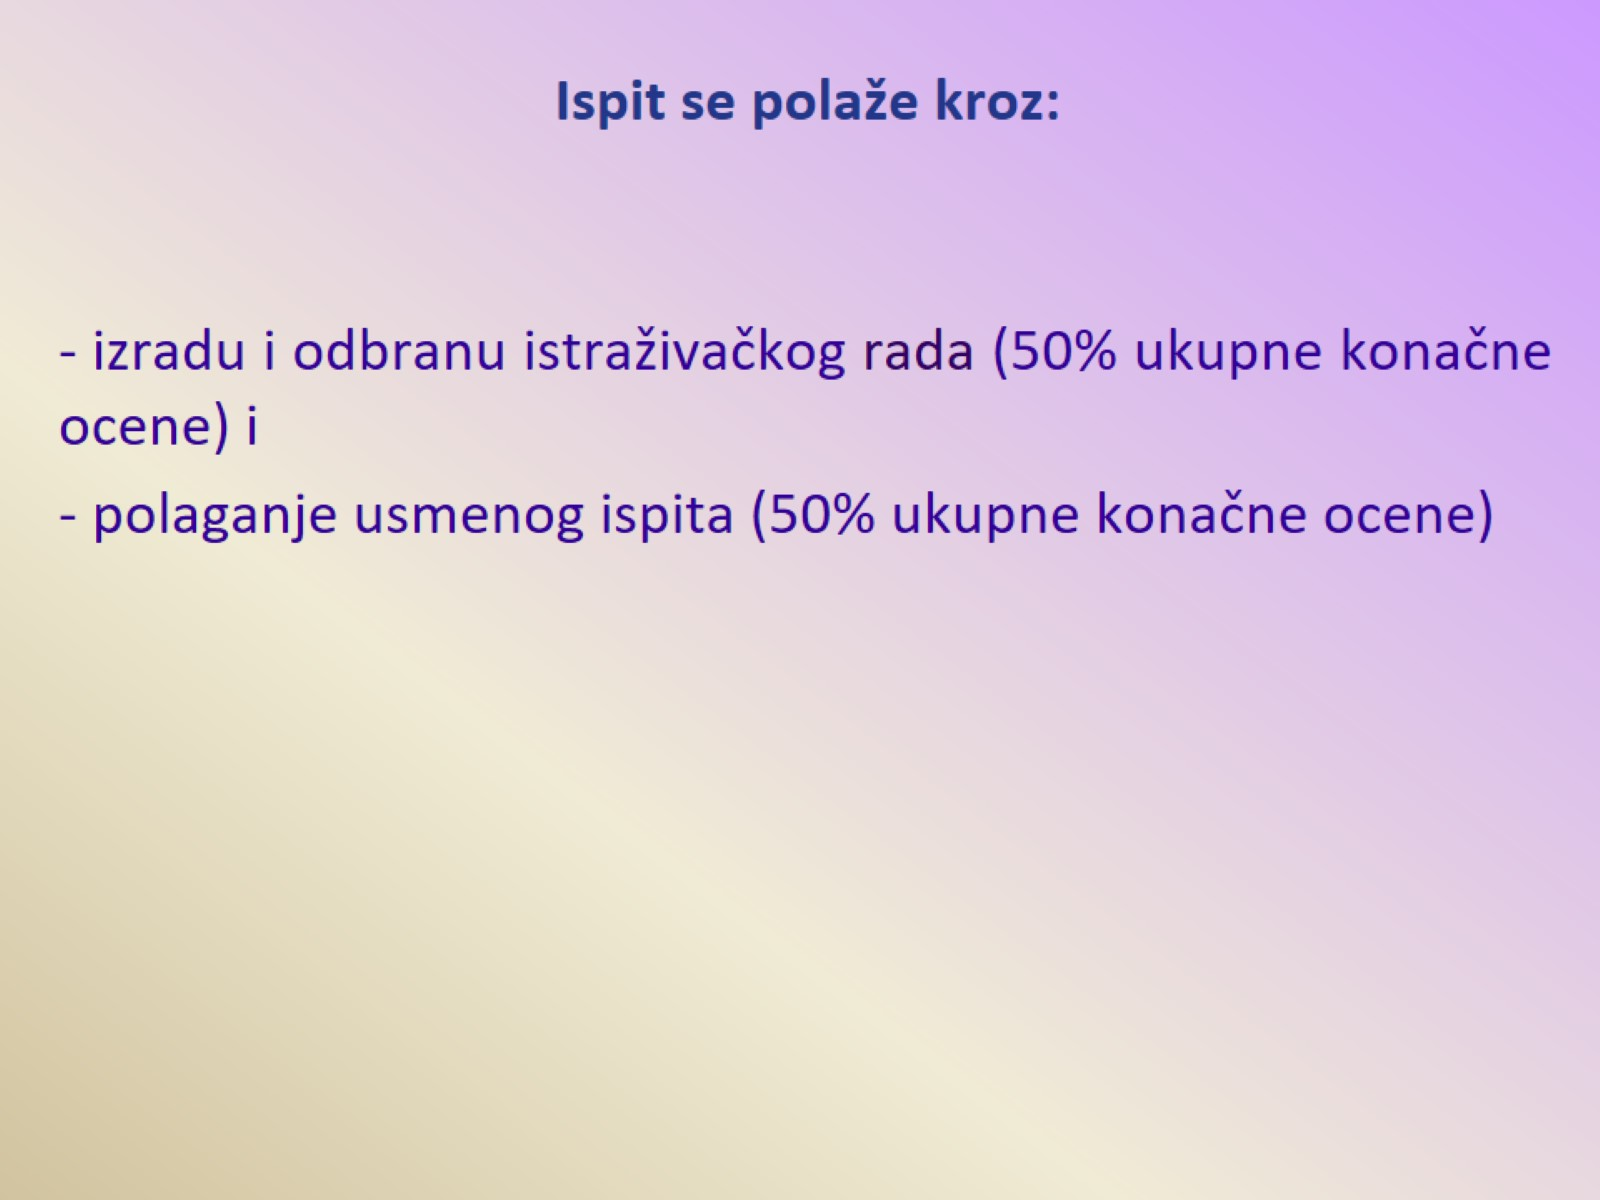 Ispit se polaže kroz:
- izradu i odbranu istraživačkog rada (50% ukupne konačne
ocene) i
- polaganje usmenog ispita (50% ukupne konačne ocene)